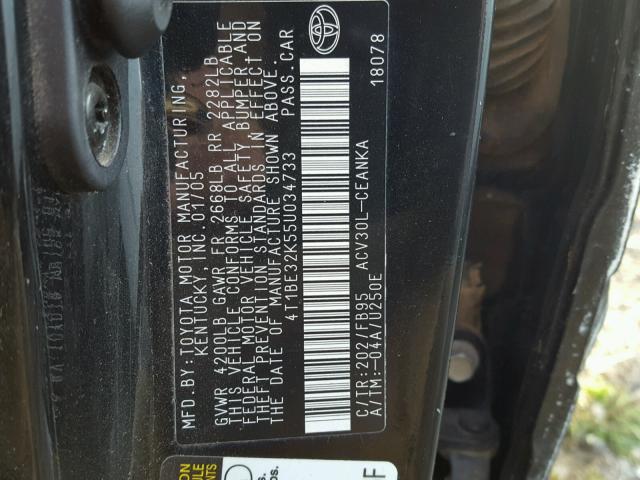 MFD.BY:TOYOTA MOTOR MANUFACTURING,
KENTUCKY, INC.01/05
GVWR 4200LB GAWR FR 2668LB RR 2282LB
THIS VEHICLE CONFORMS TO ALL APPLICABLE
FEDERAL MOTOR VEHICLE SAFETY, BUMPER,AND
THEFT PREVENTION STANDARDS IN EFFECT ON
THE DATE OF MANUFACTURE SHOWN ABOVE.
4T1BE32K55U034733 PASS.CAR
C/TR:202/FB95 ACV30L-CEANKA
A/TM:-04A/U250E 18078